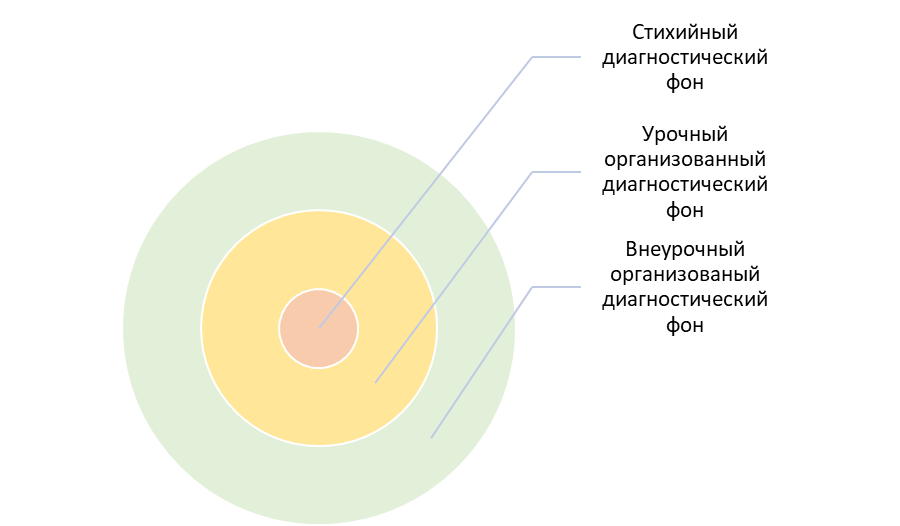 Стихийный
диагностический
фон
Урочный
организованный
диагностический
фон
Внеурочный
организованый
диагностический
фон